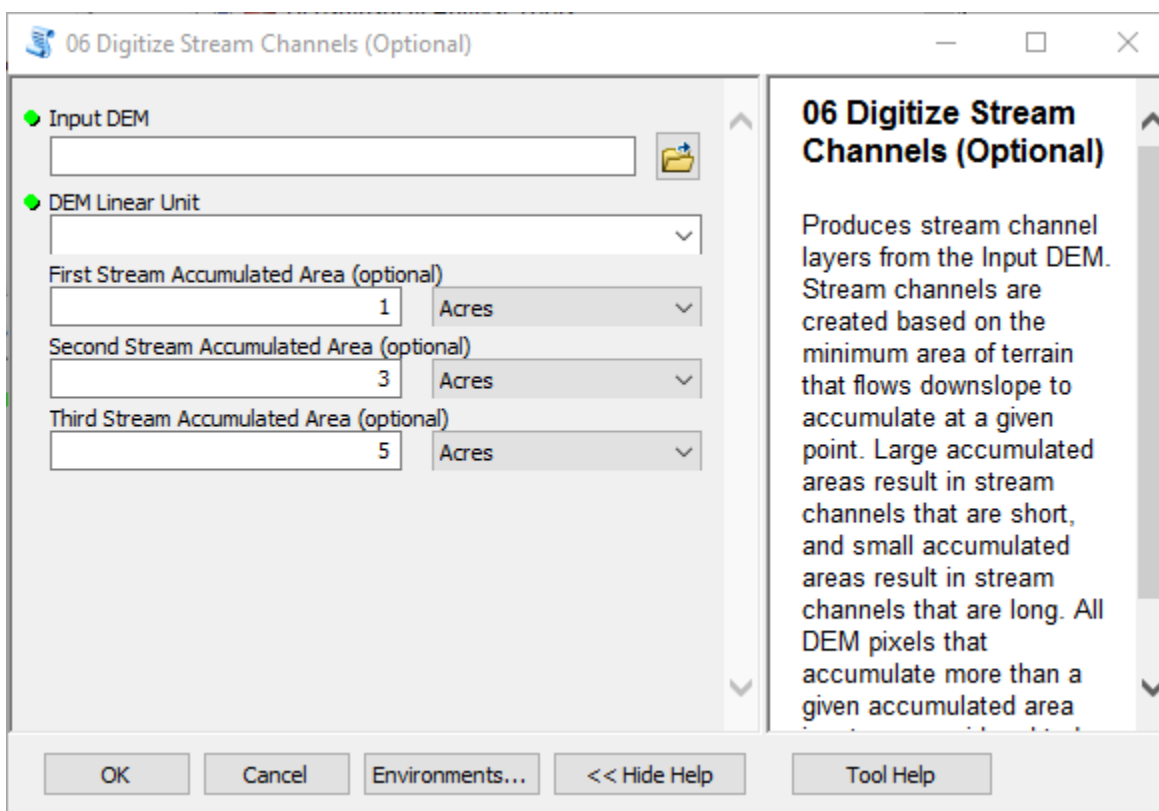 06 Digitize Stream Channels (Optional)
Input DEM
DEM Linear Unit
First Stream Accumulated Area (optional)
1 Acres
Second Stream Accumulated Area (optional)
3 Acres
Third Stream Accumulated Area (optional)
5 Acres
06 Digitize Stream
Channels (Optional)
Produces stream channel
layers from the Input DEM.
Stream channels are
created based on the
minimum area of terrain
that flows downslope to
accumulate at a given
point. Large accumulated
areas result in stream
channels that are short,
and small accumulated
areas result in stream
channels that are long. All
DEM pixels that
accumulate more than a
given accumulated area
OK Cancel Environments... << Hide Help Tool Help